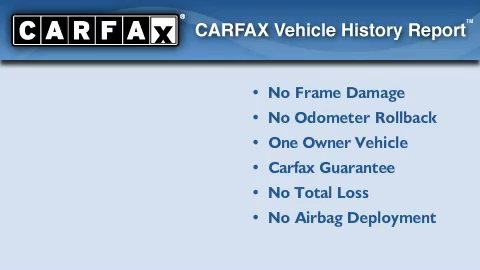 CARFAX® CARFAX Vehicle History Report™
• No Frame Damage
• No Odometer Rollback
• One Owner Vehicle
• Carfax Guarantee
• No Total Loss
• No Airbag Deployment